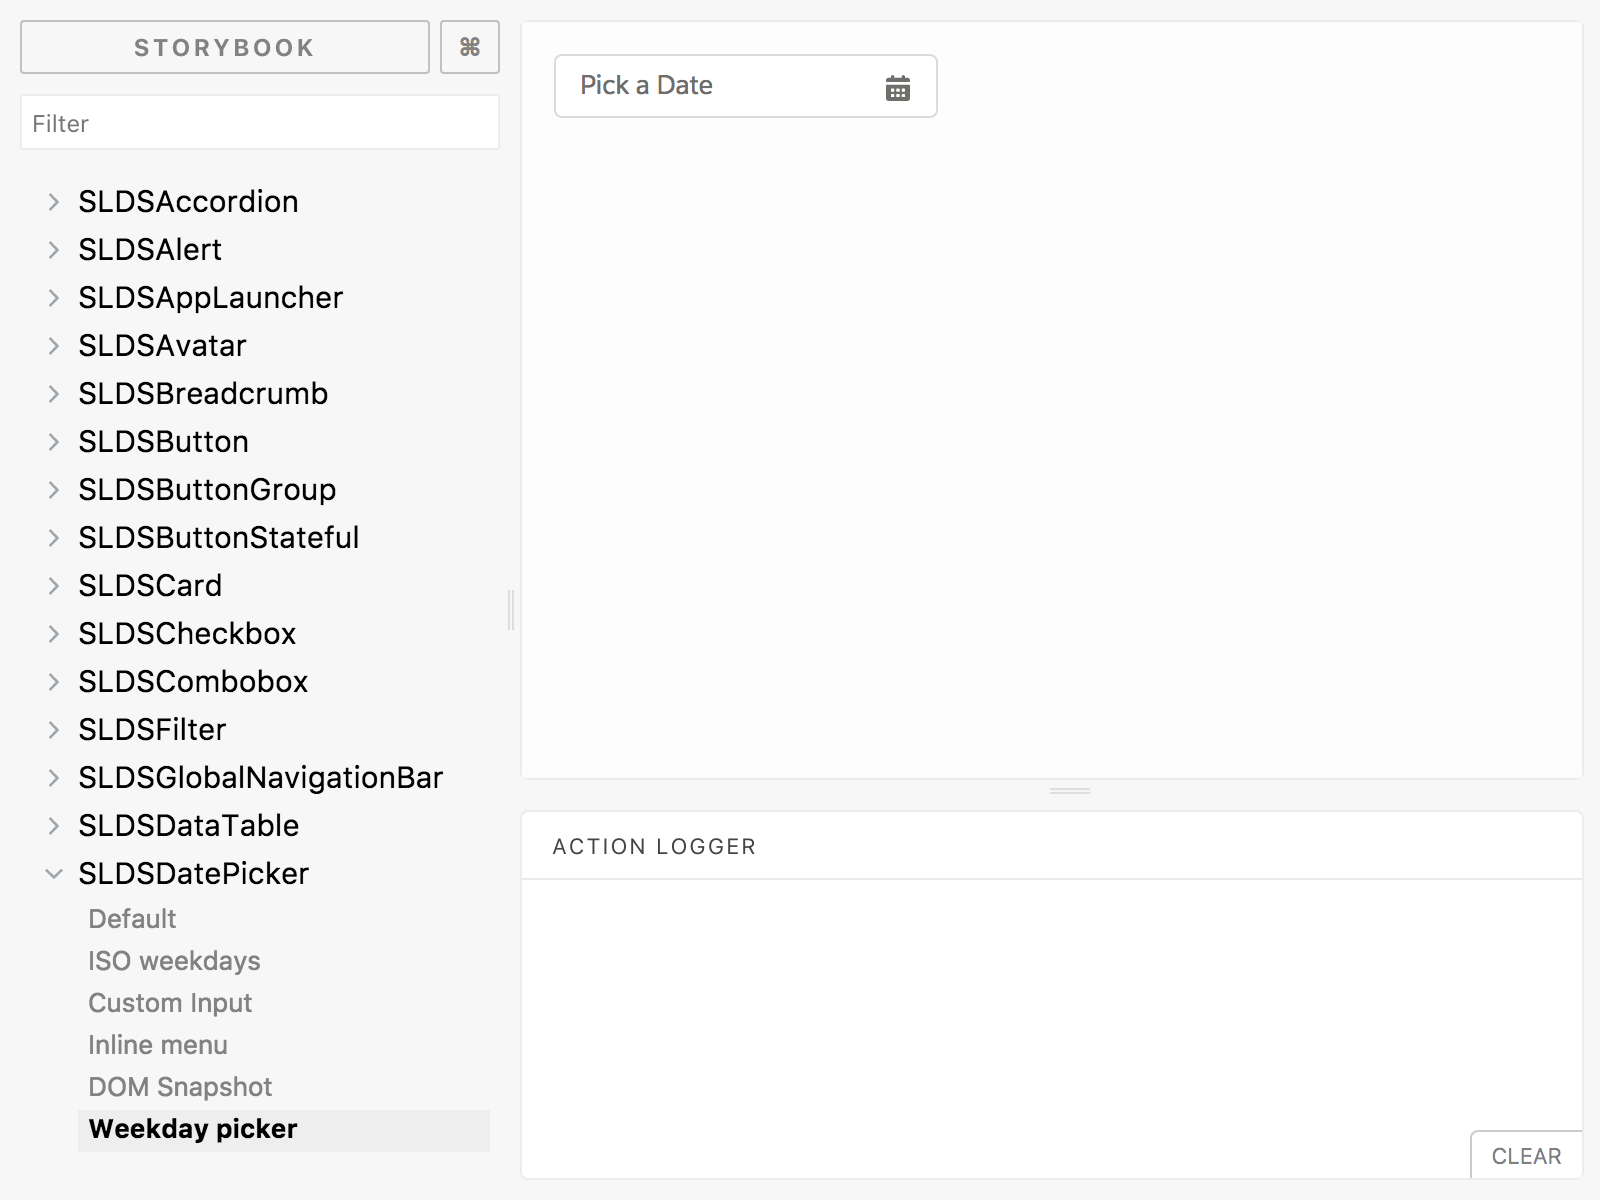 STORYBOOK
⌘
Filter
SLDSAccordion
SLDSAlert
SLDSAppLauncher
SLDSAvatar
SLDSBreadcrumb
SLDSButton
SLDSButtonGroup
SLDSButtonStateful
SLDSCard
SLDSCheckbox
SLDSCombobox
SLDSFilter
SLDSGlobalNavigationBar
SLDSDataTable
SLDSDatePicker
Default
ISO weekdays
Custom Input
Inline menu
DOM Snapshot
Weekday picker
Pick a Date
ACTION LOGGER
CLEAR